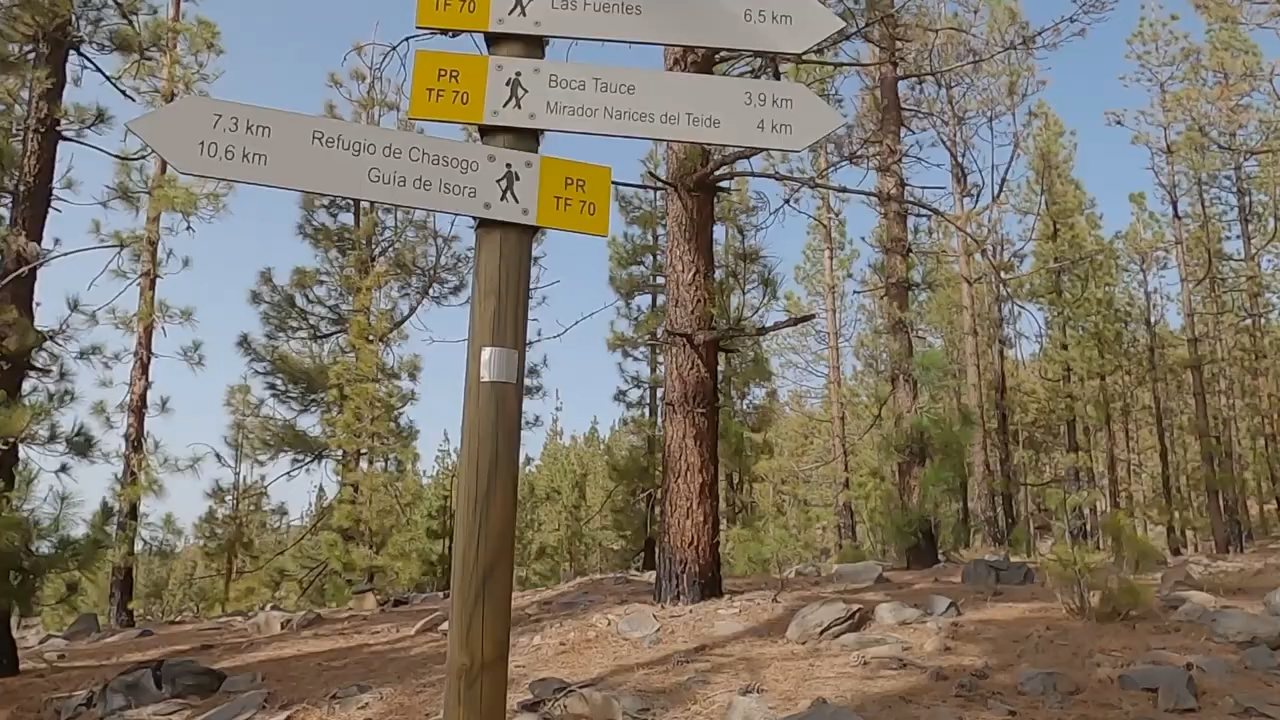 TF 70
Las Fuentes 6,5 km
PR
TF 70
Boca Tauce 3,9 km
Mirador Narices del Teide 4 km
7,3 km Refugio de Chasogo
10,6 km Guía de Isora
PR
TF 70